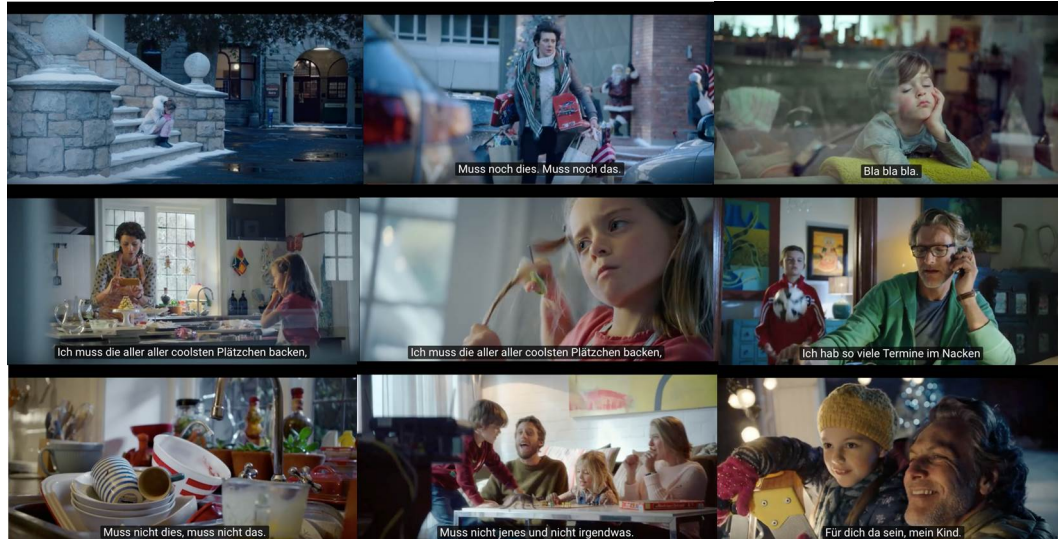 Muss noch dies. Muss noch das.
Bla bla bla.
Ich muss die aller aller coolsten Plätzchen backen,
Ich muss die aller aller coolsten Plätzchen backen,
Ich hab so viele Termine im Nacken
Muss nicht dies, muss nicht das.
Muss nicht jenes und nicht irgendwas.
Für dich da sein, mein Kind.